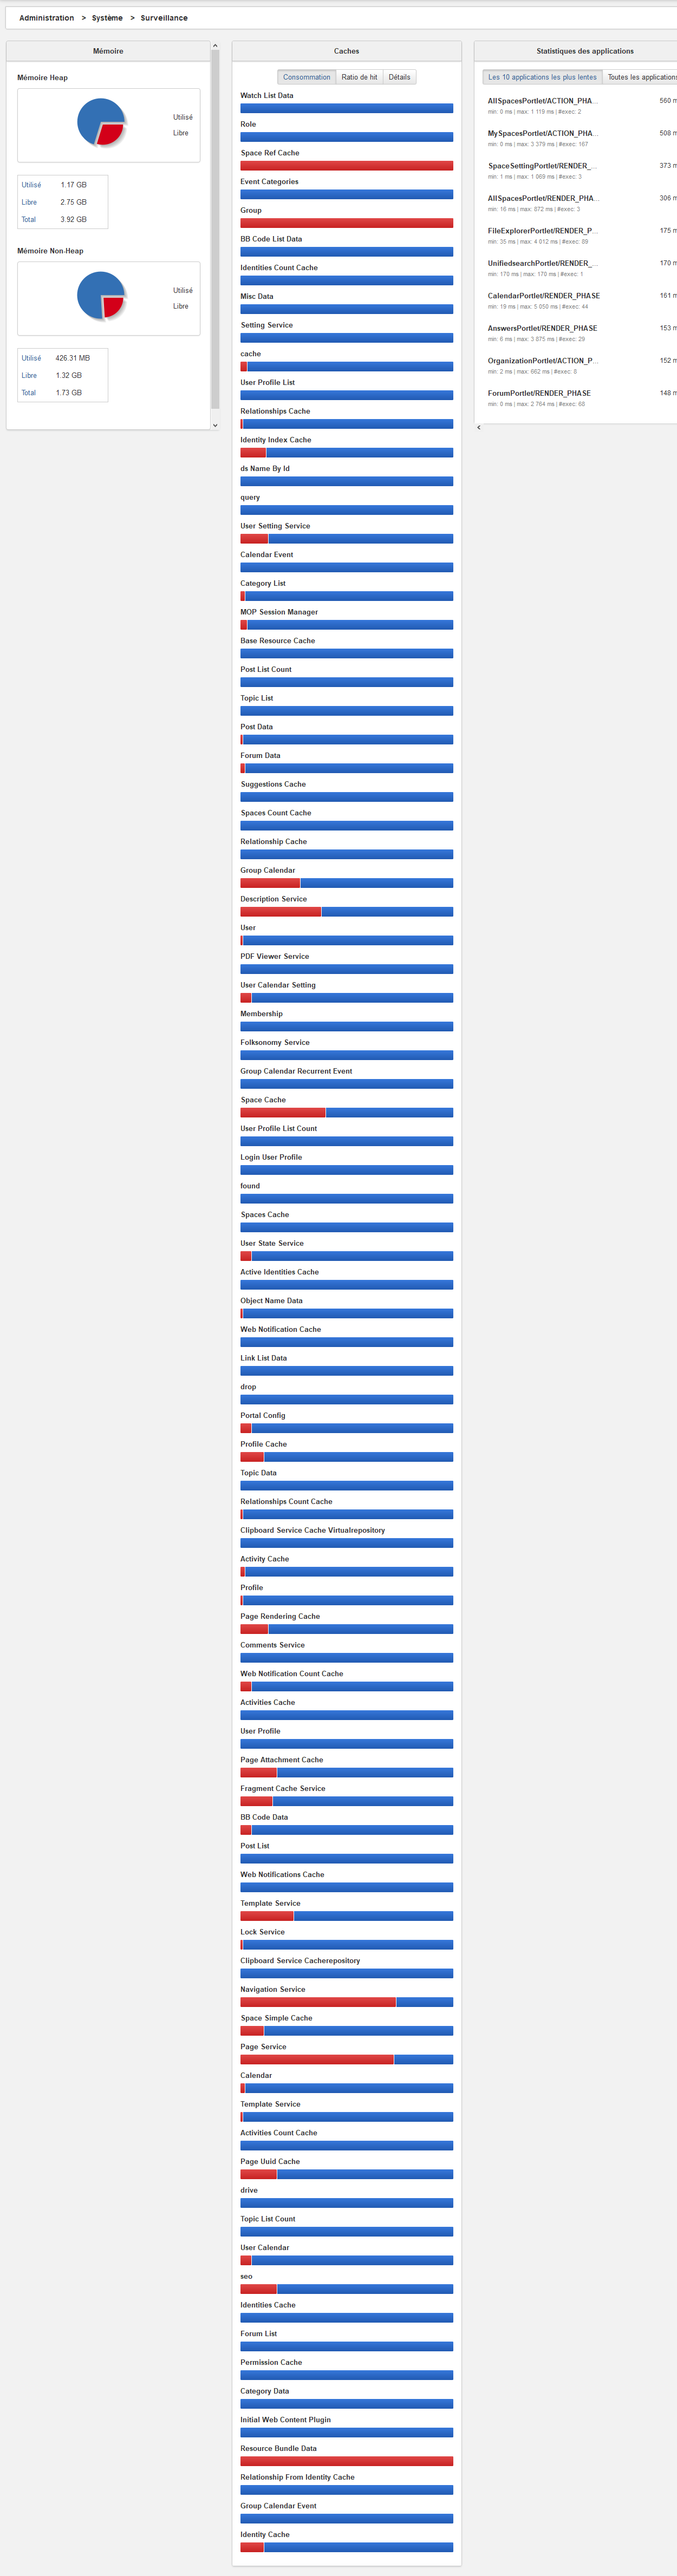 Administration > Système > Surveillance
Mémoire
Mémoire Heap
Utilisé
Libre
Utilisé 1.17 GB
Libre 2.75 GB
Total 3.92 GB
Mémoire Non-Heap
Utilisé
Libre
Utilisé 426.31 MB
Libre 1.32 GB
Total 1.73 GB
Caches
Consommation Ratio de hit Détails
Watch List Data
Role
Space Ref Cache
Event Categories
Group
BB Code List Data
Identities Count Cache
Misc Data
Setting Service
cache
User Profile List
Relationships Cache
Identity Index Cache
ds Name By Id
query
User Setting Service
Calendar Event
Category List
MOP Session Manager
Base Resource Cache
Post List Count
Topic List
Post Data
Forum Data
Suggestions Cache
Spaces Count Cache
Relationship Cache
Group Calendar
Description Service
User
PDF Viewer Service
User Calendar Setting
Membership
Folksonomy Service
Group Calendar Recurrent Event
Space Cache
User Profile List Count
Login User Profile
found
Spaces Cache
User State Service
Active Identities Cache
Object Name Data
Web Notification Cache
Link List Data
drop
Portal Config
Profile Cache
Topic Data
Relationships Count Cache
Clipboard Service Cache Virtualrepository
Activity Cache
Profile
Page Rendering Cache
Comments Service
Web Notification Count Cache
Activities Cache
User Profile
Page Attachment Cache
Fragment Cache Service
BB Code Data
Post List
Web Notifications Cache
Template Service
Lock Service
Clipboard Service Cacherepository
Navigation Service
Space Simple Cache
Page Service
Calendar
Template Service
Activities Count Cache
Page Uuid Cache
drive
Topic List Count
User Calendar
seo
Identities Cache
Forum List
Permission Cache
Category Data
Initial Web Content Plugin
Resource Bundle Data
Relationship From Identity Cache
Group Calendar Event
Identity Cache
Statistiques des applications
Les 10 applications les plus lentes Toutes les applications
AllSpacesPortlet/ACTION_PHA... 560 m
min: 0 ms | max: 1 119 ms | #exec: 2
MySpacesPortlet/ACTION_PHA... 508 m
min: 0 ms | max: 3 379 ms | #exec: 167
SpaceSettingPortlet/RENDER_... 373 m
min: 1 ms | max: 1 069 ms | #exec: 3
AllSpacesPortlet/RENDER_PHA... 306 m
min: 16 ms | max: 872 ms | #exec: 3
FileExplorerPortlet/RENDER_P... 175 m
min: 35 ms | max: 4 012 ms | #exec: 89
UnifiedsearchPortlet/RENDER_... 170 m
min: 170 ms | max: 170 ms | #exec: 1
CalendarPortlet/RENDER_PHASE 161 m
min: 19 ms | max: 5 050 ms | #exec: 44
AnswersPortlet/RENDER_PHASE 153 m
min: 6 ms | max: 3 875 ms | #exec: 29
OrganizationPortlet/ACTION_P... 152 m
min: 2 ms | max: 662 ms | #exec: 8
ForumPortlet/RENDER_PHASE 148 m
min: 0 ms | max: 2 764 ms | #exec: 68